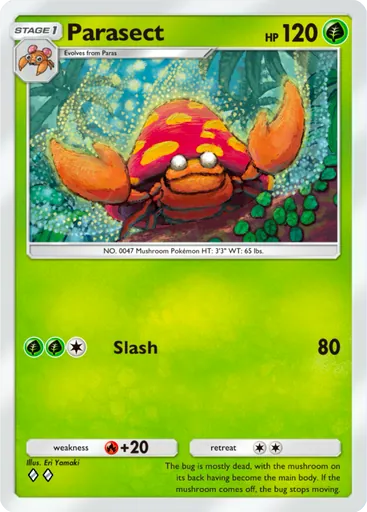 STAGE 1
Parasect
HP 120
Evolves from Paras
NO. 0047 Mushroom Pokémon HT: 3'3" WT: 65 lbs.
Slash 80
weakness +20 retreat
Illus. Eri Yamaki
The bug is mostly dead, with the mushroom on
its back having become the main body. If the
mushroom comes off, the bug stops moving.